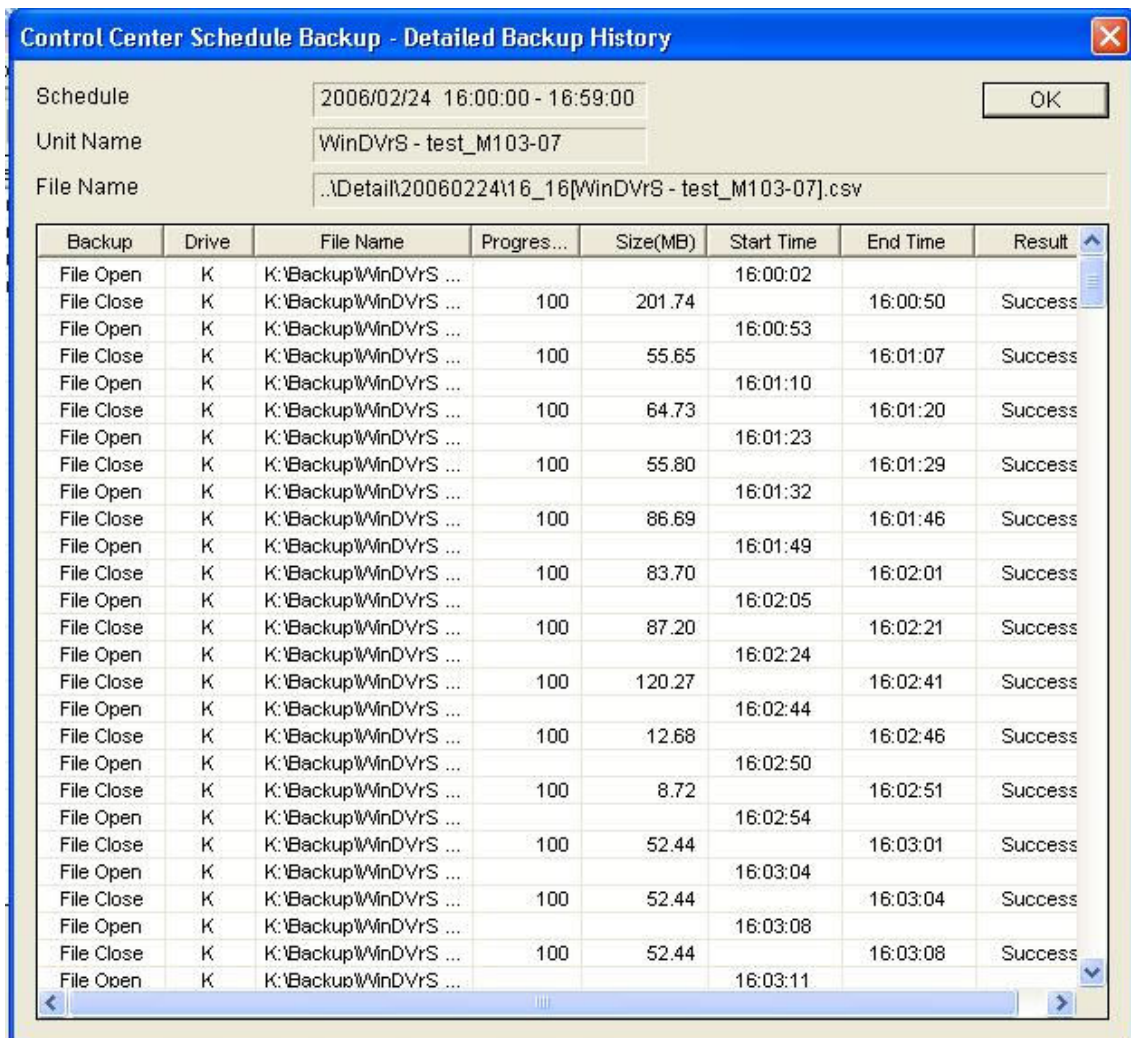 Control Center Schedule Backup - Detailed Backup History
Schedule 2006/02/24 16:00:00 - 16:59:00 OK
Unit Name WinDVrS - test_M103-07
File Name ..\Detail\20060224\16_16[WinDVrS - test_M103-07].csv
Backup Drive File Name Progres... Size(MB) Start Time End Time Result
File Open K K:\Backup\WinDVrS ... 16:00:02
File Close K K:\Backup\WinDVrS ... 100 201.74 16:00:50 Success
File Open K K:\Backup\WinDVrS ... 16:00:53
File Close K K:\Backup\WinDVrS ... 100 55.65 16:01:07 Success
File Open K K:\Backup\WinDVrS ... 16:01:10
File Close K K:\Backup\WinDVrS ... 100 64.73 16:01:20 Success
File Open K K:\Backup\WinDVrS ... 16:01:23
File Close K K:\Backup\WinDVrS ... 100 55.80 16:01:29 Success
File Open K K:\Backup\WinDVrS ... 16:01:32
File Close K K:\Backup\WinDVrS ... 100 86.69 16:01:46 Success
File Open K K:\Backup\WinDVrS ... 16:01:49
File Close K K:\Backup\WinDVrS ... 100 83.70 16:02:01 Success
File Open K K:\Backup\WinDVrS ... 16:02:05
File Close K K:\Backup\WinDVrS ... 100 87.20 16:02:21 Success
File Open K K:\Backup\WinDVrS ... 16:02:24
File Close K K:\Backup\WinDVrS ... 100 120.27 16:02:41 Success
File Open K K:\Backup\WinDVrS ... 16:02:44
File Close K K:\Backup\WinDVrS ... 100 12.68 16:02:46 Success
File Open K K:\Backup\WinDVrS ... 16:02:50
File Close K K:\Backup\WinDVrS ... 100 8.72 16:02:51 Success
File Open K K:\Backup\WinDVrS ... 16:02:54
File Close K K:\Backup\WinDVrS ... 100 52.44 16:03:01 Success
File Open K K:\Backup\WinDVrS ... 16:03:04
File Close K K:\Backup\WinDVrS ... 100 52.44 16:03:04 Success
File Open K K:\Backup\WinDVrS ... 16:03:08
File Close K K:\Backup\WinDVrS ... 100 52.44 16:03:08 Success
File Open K K:\Backup\WinDVrS ... 16:03:11